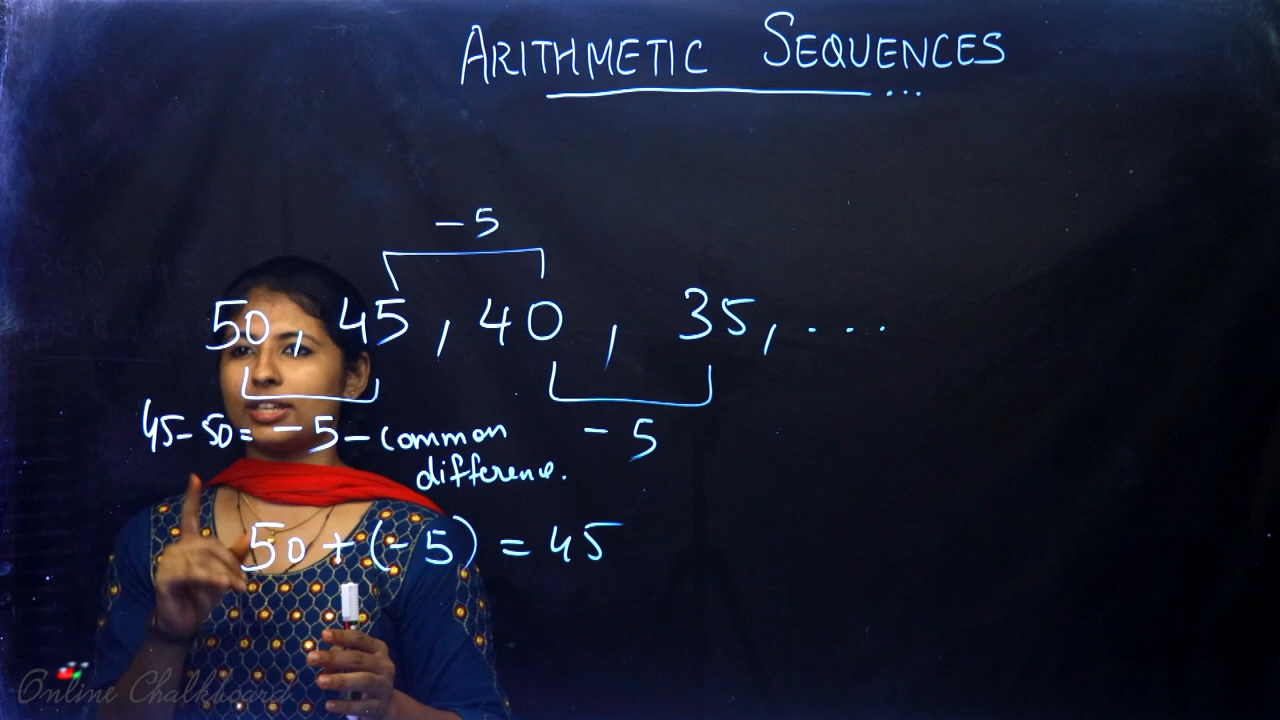 ARITHMETIC SEQUENCES ...
-5
50, 45, 40, 35, ...
45-50= -5 - common difference. -5
50+(-5) = 45
Online Chalkboard